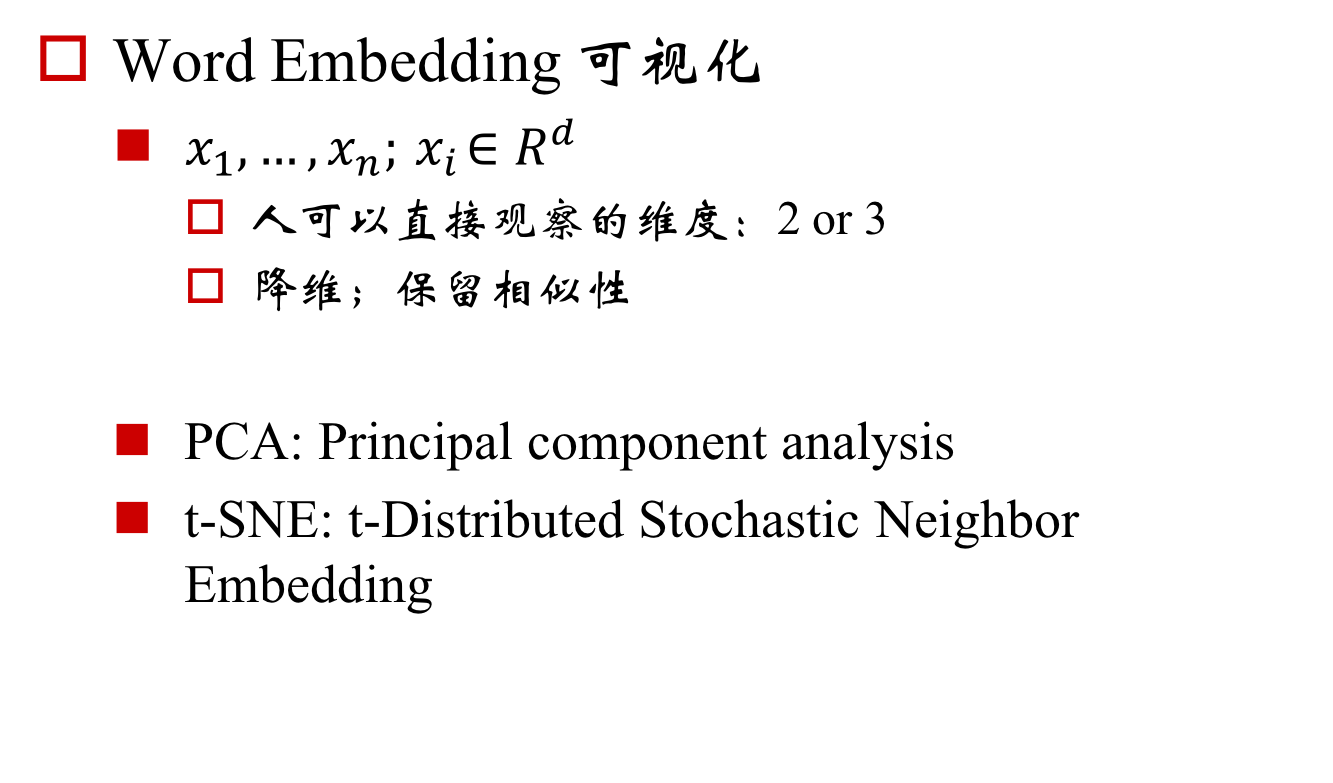 Word Embedding 可视化
x₁, … , xₙ; xᵢ ∈ Rᵈ
人可以直接观察的维度：2 or 3
降维；保留相似性
PCA: Principal component analysis
t-SNE: t-Distributed Stochastic Neighbor
Embedding